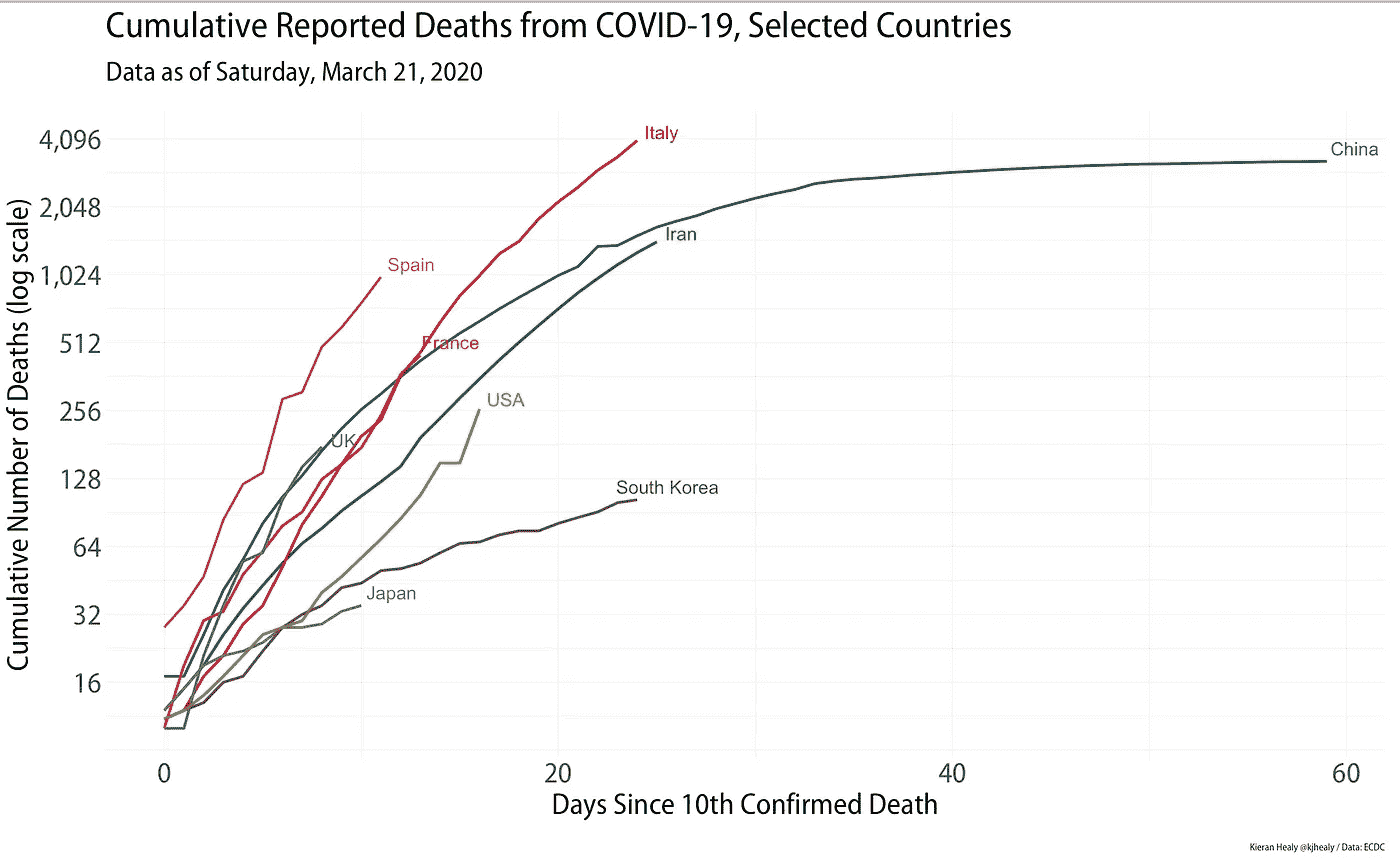 Cumulative Reported Deaths from COVID-19, Selected Countries
Data as of Saturday, March 21, 2020
Cumulative Number of Deaths (log scale)
4,096
2,048
1,024
512
256
128
64
32
16
Italy
China
Iran
Spain
France
USA
UK
South Korea
Japan
0
20
40
60
Days Since 10th Confirmed Death
Kieran Healy @kjhealy / Data: ECDC